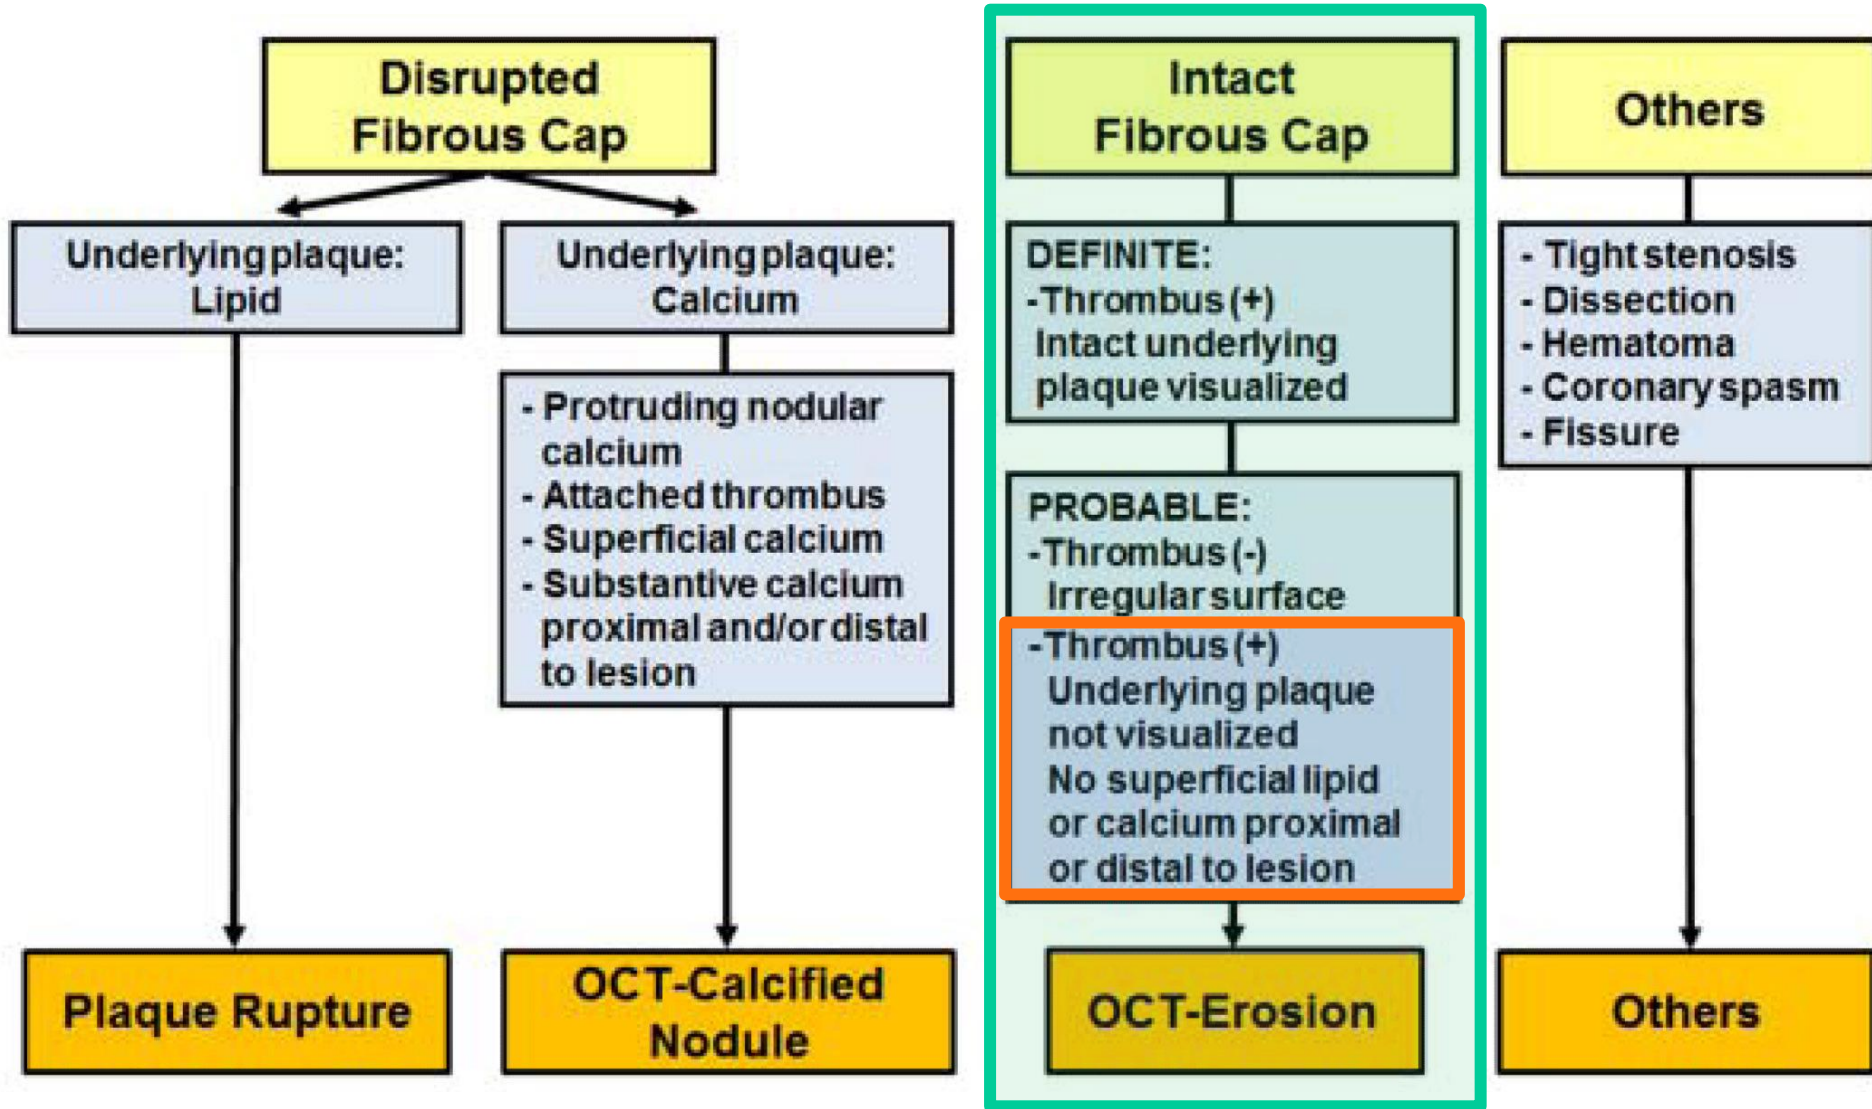 Disrupted
Fibrous Cap
Underlying plaque:
Lipid
Plaque Rupture
Underlying plaque:
Calcium
- Protruding nodular
calcium
- Attached thrombus
- Superficial calcium
- Substantive calcium
proximal and/or distal
to lesion
OCT-Calcified
Nodule
Intact
Fibrous Cap
DEFINITE:
-Thrombus (+)
Intact underlying
plaque visualized
PROBABLE:
-Thrombus (-)
Irregular surface
-Thrombus (+)
Underlying plaque
not visualized
No superficial lipid
or calcium proximal
or distal to lesion
OCT-Erosion
Others
- Tight stenosis
- Dissection
- Hematoma
- Coronary spasm
- Fissure
Others